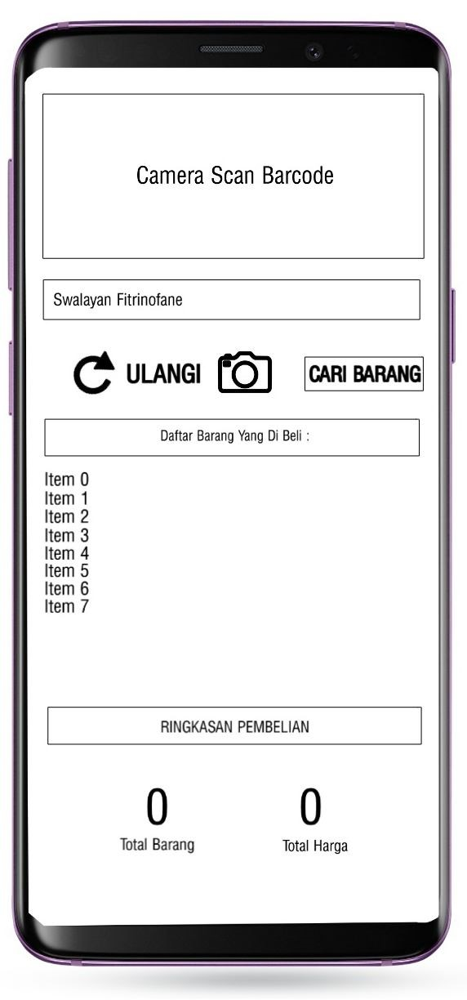 Camera Scan Barcode
Swalayan Fitrinofane
ULANGI
CARI BARANG
Daftar Barang Yang Di Beli :
Item 0
Item 1
Item 2
Item 3
Item 4
Item 5
Item 6
Item 7
RINGKASAN PEMBELIAN
0 0
Total Barang Total Harga